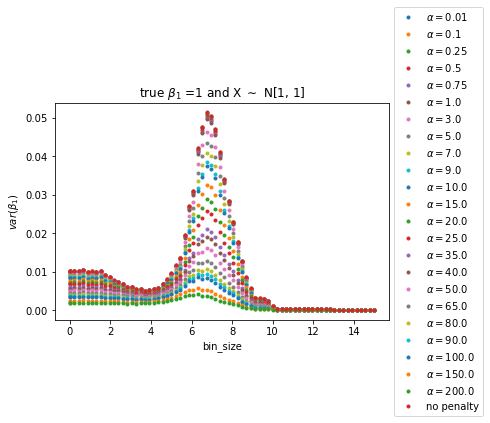 true β₁ =1 and X ∼ N[1, 1]
var(β₁)
0.05
0.04
0.03
0.02
0.01
0.00
0 2 4 6 8 10 12 14
bin_size
α = 0.01
α = 0.1
α = 0.25
α = 0.5
α = 0.75
α = 1.0
α = 3.0
α = 5.0
α = 7.0
α = 9.0
α = 10.0
α = 15.0
α = 20.0
α = 25.0
α = 35.0
α = 40.0
α = 50.0
α = 65.0
α = 80.0
α = 90.0
α = 100.0
α = 150.0
α = 200.0
no penalty